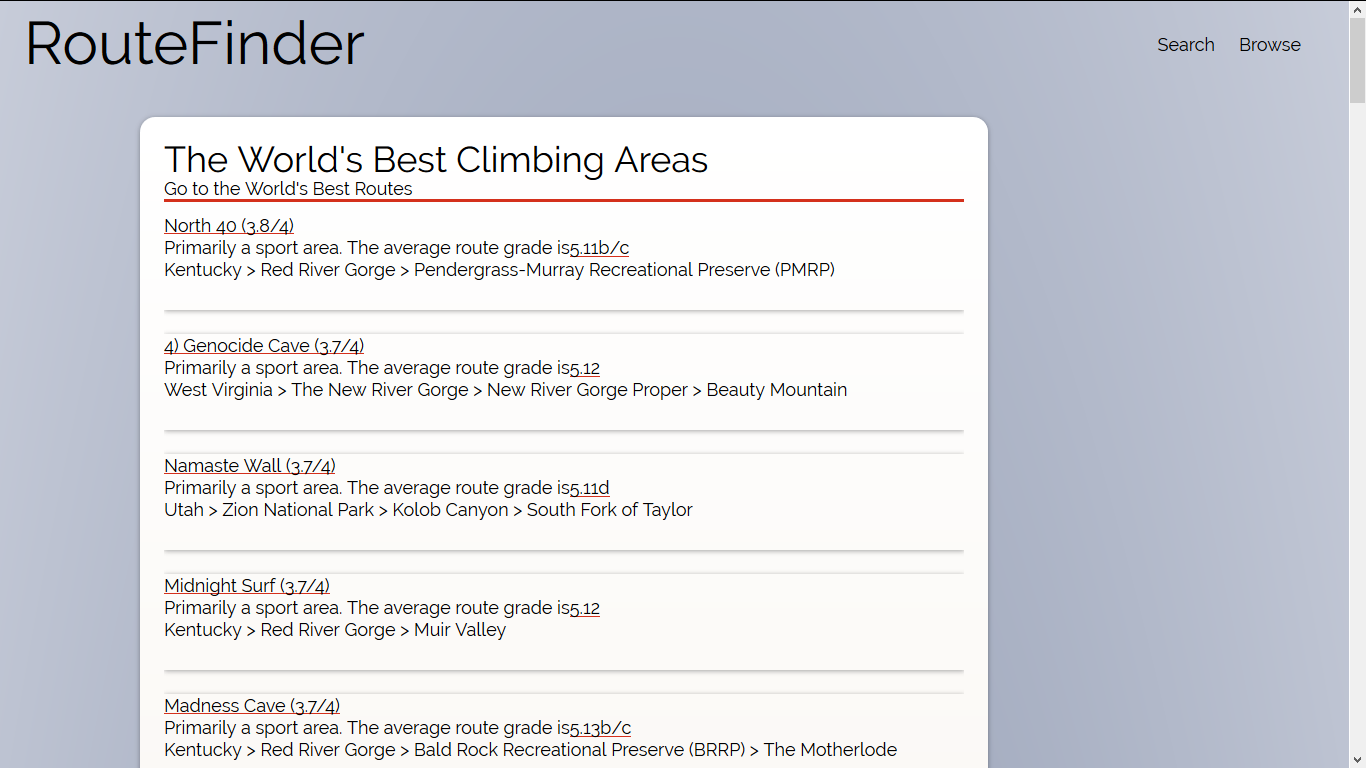 RouteFinder
Search
Browse
The World's Best Climbing Areas
Go to the World's Best Routes
North 40 (3.8/4)
Primarily a sport area. The average route grade is5.11b/c
Kentucky > Red River Gorge > Pendergrass-Murray Recreational Preserve (PMRP)
4) Genocide Cave (3.7/4)
Primarily a sport area. The average route grade is5.12
West Virginia > The New River Gorge > New River Gorge Proper > Beauty Mountain
Namaste Wall (3.7/4)
Primarily a sport area. The average route grade is5.11d
Utah > Zion National Park > Kolob Canyon > South Fork of Taylor
Midnight Surf (3.7/4)
Primarily a sport area. The average route grade is5.12
Kentucky > Red River Gorge > Muir Valley
Madness Cave (3.7/4)
Primarily a sport area. The average route grade is5.13b/c
Kentucky > Red River Gorge > Bald Rock Recreational Preserve (BRRP) > The Motherlode